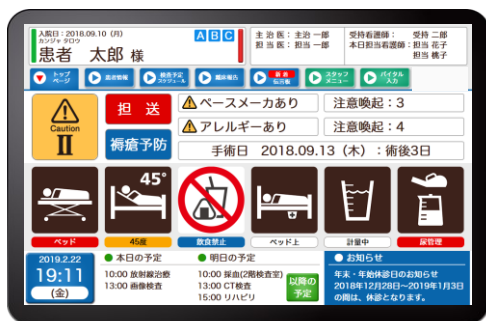 入院日：2018.09.10（月）
カンジャ タロウ
患者 太郎 様
A B C
主 治 医：主治 一郎
担 当 医：担当 一郎
受持看護師： 受持 二郎
本日担当看護師：担当 花子
担当 桃子
トップ
ページ
患者情報
検査予定
スケジュール
スタッフ
メニュー
バイタル
入力
Caution
II
担 送
褥瘡予防
ペースメーカあり
アレルギーあり
注意喚起：3
注意喚起：4
手術日 2018.09.13（木）：術後3日
45°
ベッド
45度
飲食禁止
ベッド上
計量中
尿管理
2019.2.22
19:11
(金)
本日の予定
10:00 放射線治療
13:00 画像検査
明日の予定
10:00 採血(2階検査室)
13:00 CT検査
15:00 リハビリ
以降の
予定
お知らせ
年末・年始休診日のお知らせ
2018年12月28日〜2019年1月3日
の間は、休診となります。